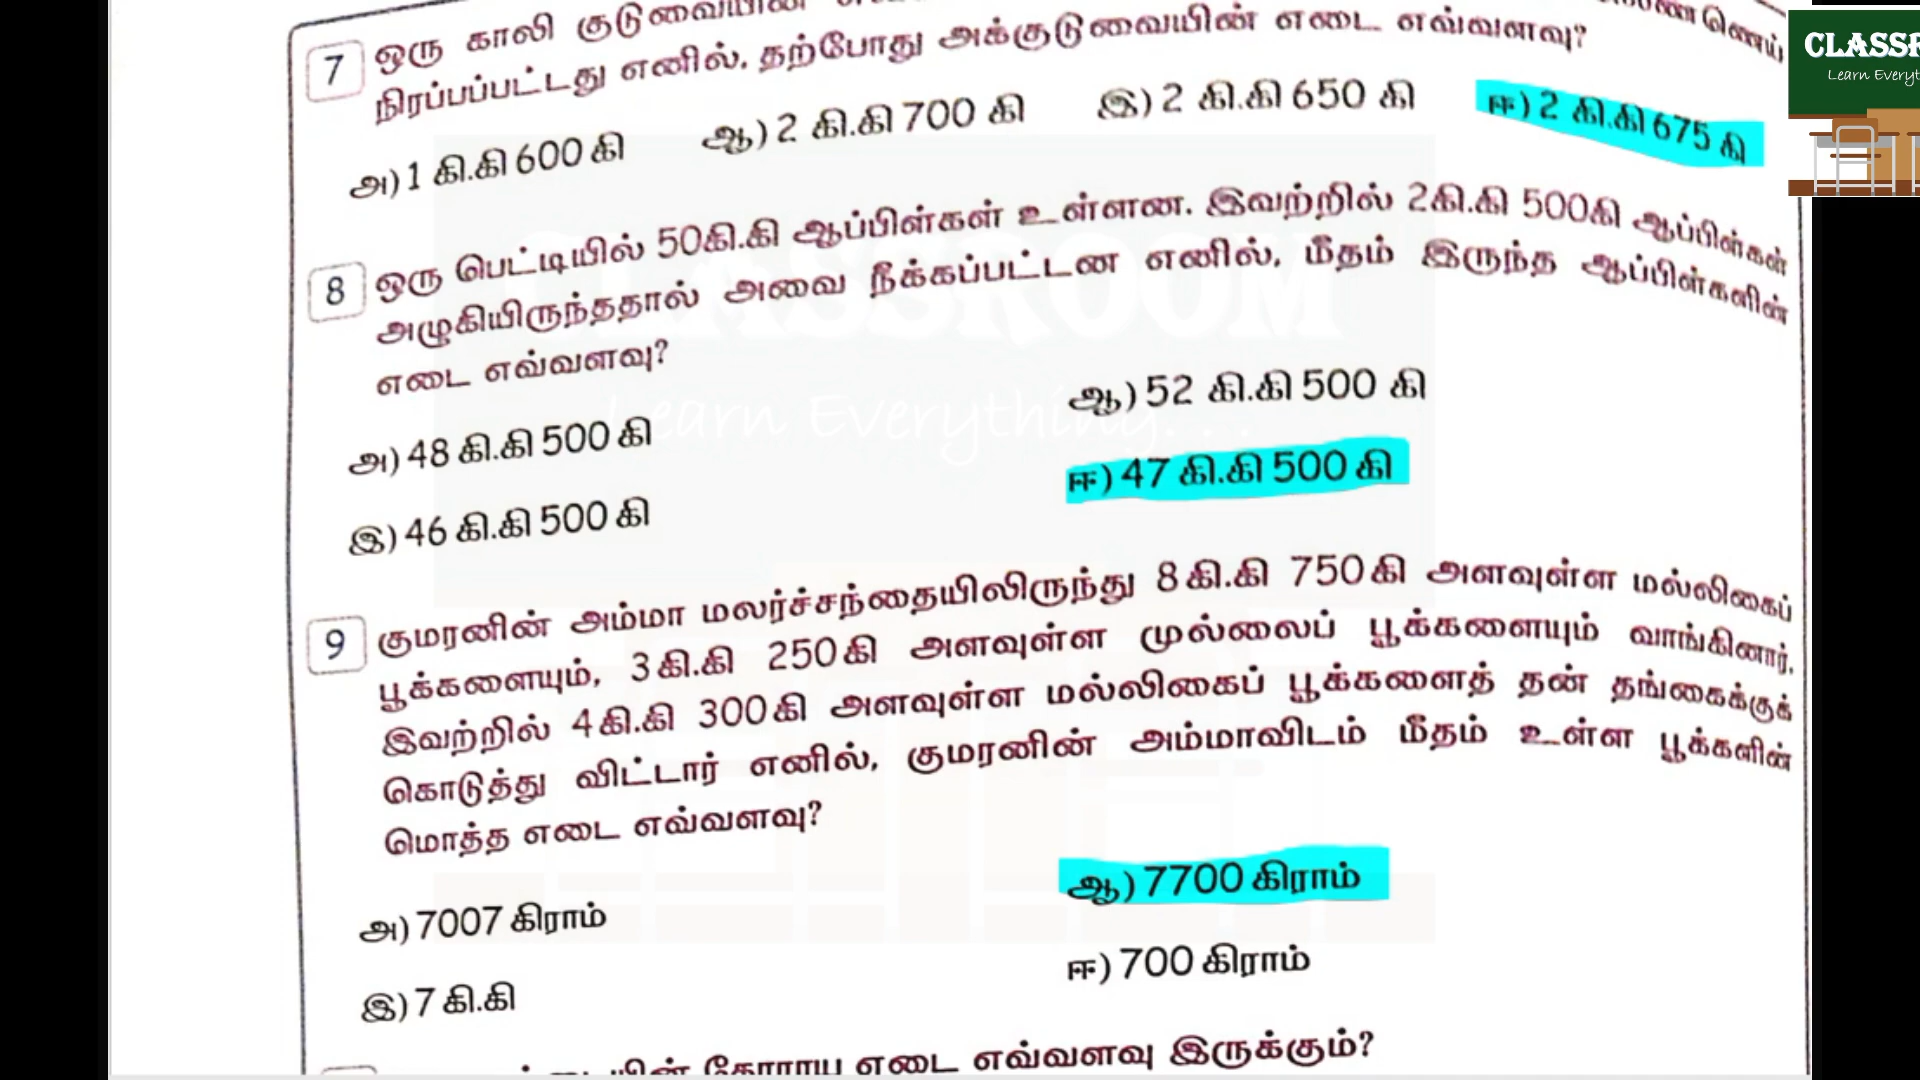 7 ஒரு காலி குடுவையின்
நிரப்பப்பட்டது எனில், தற்போது அக்குடுவையின் எடை எவ்வளவு?
அ) 1 கி.கி 600 கி ஆ) 2 கி.கி 700 கி இ) 2 கி.கி 650 கி ஈ) 2 கி.கி 675 கி
8 ஒரு பெட்டியில் 50கி.கி ஆப்பிள்கள் உள்ளன. இவற்றில் 2கி.கி 500கி ஆப்பிள்கள்
அழுகியிருந்ததால் அவை நீக்கப்பட்டன எனில், மீதம் இருந்த ஆப்பிள்களின்
எடை எவ்வளவு?
அ) 48 கி.கி 500 கி ஆ) 52 கி.கி 500 கி
இ) 46 கி.கி 500 கி ஈ) 47 கி.கி 500 கி
9 குமரனின் அம்மா மலர்ச்சந்தையிலிருந்து 8 கி.கி 750 கி அளவுள்ள மல்லிகைப்
பூக்களையும், 3 கி.கி 250 கி அளவுள்ள முல்லைப் பூக்களையும் வாங்கினார்.
இவற்றில் 4 கி.கி 300 கி அளவுள்ள மல்லிகைப் பூக்களைத் தன் தங்கைக்குக்
கொடுத்து விட்டார் எனில், குமரனின் அம்மாவிடம் மீதம் உள்ள பூக்களின்
மொத்த எடை எவ்வளவு?
அ) 7007 கிராம் ஆ) 7700 கிராம்
இ) 7 கி.கி ஈ) 700 கிராம்
எடை எவ்வளவு இருக்கும்?
CLASSROOM
Learn Everything...